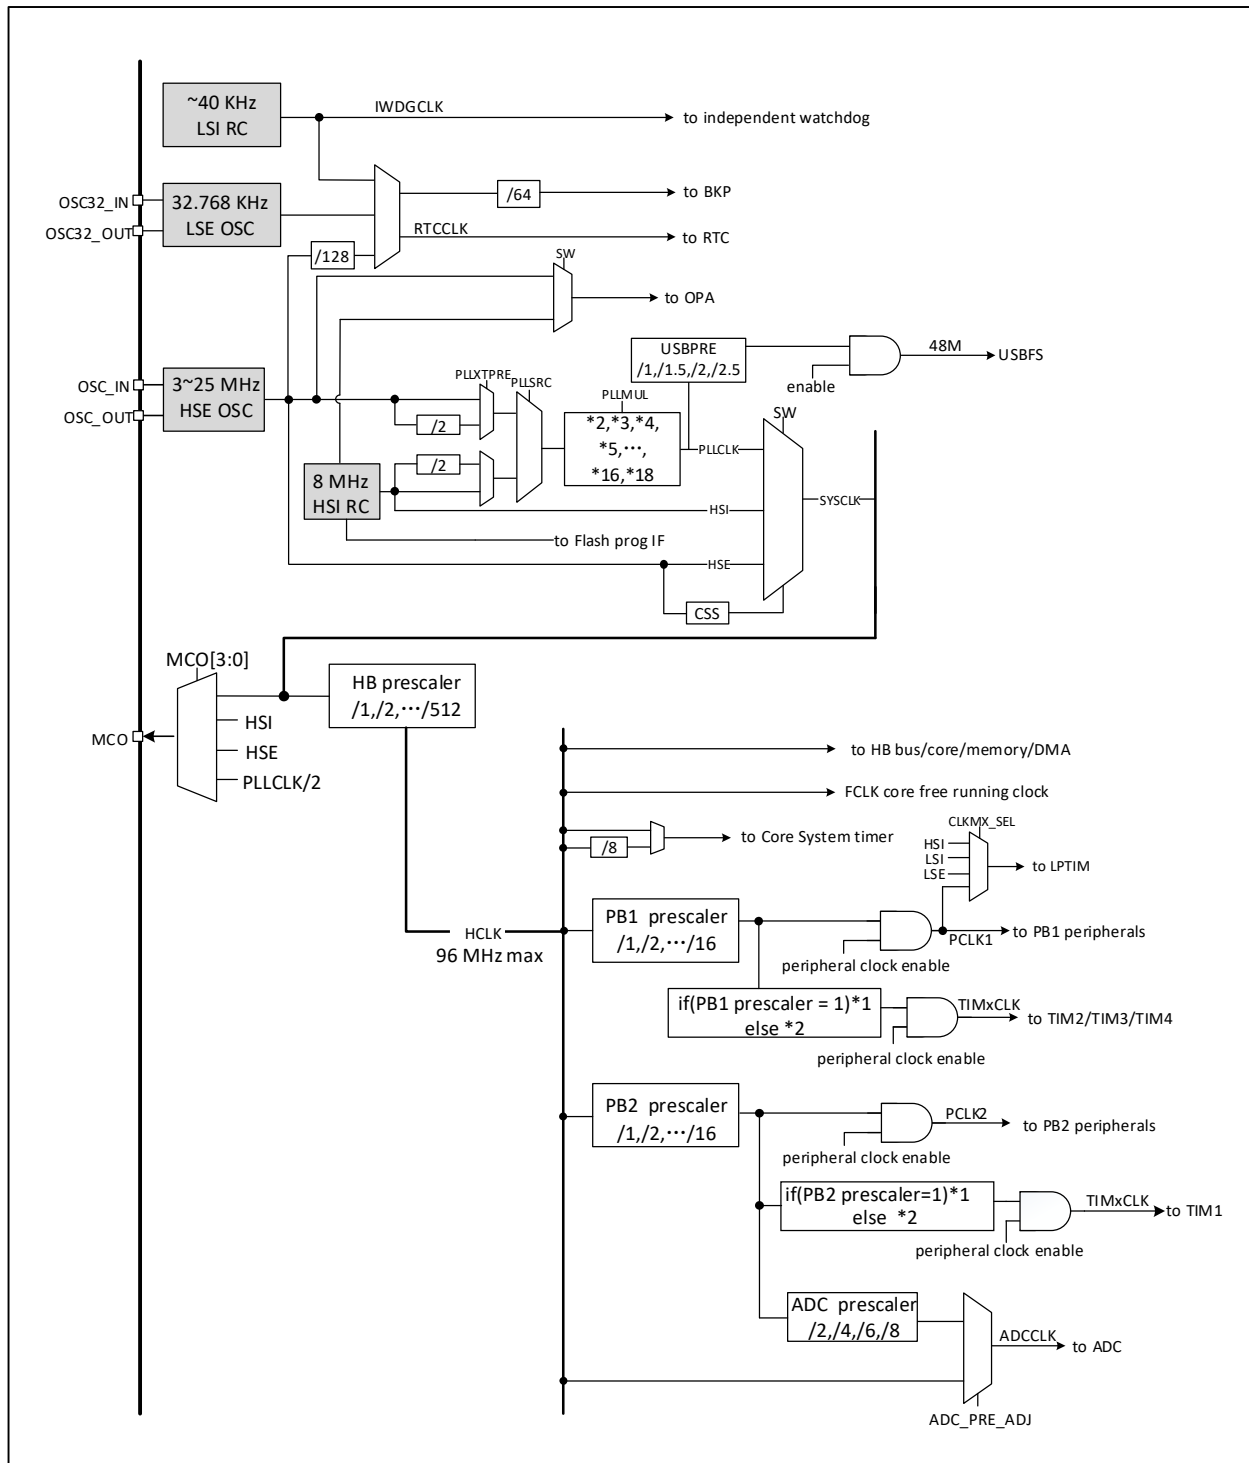 ~40 KHz
LSI RC
IWDGCLK
to independent watchdog
OSC32_IN
OSC32_OUT
32.768 KHz
LSE OSC
/64
to BKP
RTCCLK
to RTC
/128
SW
to OPA
USBPRE
/1,/1.5,/2,/2.5
48M
USBFS
enable
OSC_IN
OSC_OUT
3~25 MHz
HSE OSC
PLLXTPRE
PLLSRC
PLLMUL
/2
*2,*3,*4,
*5,⋯,
*16,*18
PLLCLK
SW
/2
8 MHz
HSI RC
HSI
SYSCLK
to Flash prog IF
HSE
CSS
MCO[3:0]
HB prescaler
/1,/2,⋯/512
HSI
MCO
HSE
PLLCLK/2
to HB bus/core/memory/DMA
FCLK core free running clock
/8
to Core System timer
CLKMX_SEL
HSI
LSI
LSE
to LPTIM
HCLK
96 MHz max
PB1 prescaler
/1,/2,⋯/16
PCLK1
to PB1 peripherals
peripheral clock enable
if(PB1 prescaler = 1)*1
else *2
TIMxCLK
to TIM2/TIM3/TIM4
peripheral clock enable
PB2 prescaler
/1,/2,⋯/16
PCLK2
to PB2 peripherals
peripheral clock enable
if(PB2 prescaler=1)*1
else *2
TIMxCLK
to TIM1
peripheral clock enable
ADC prescaler
/2,/4,/6,/8
ADCCLK
to ADC
ADC_PRE_ADJ